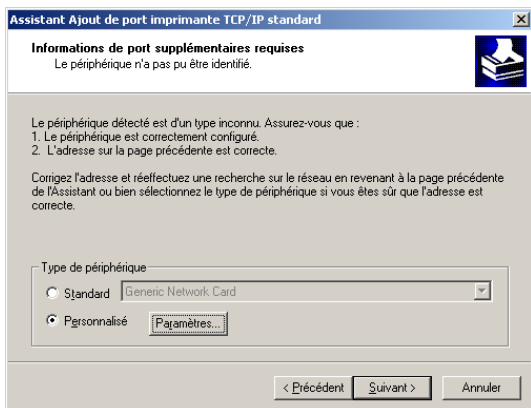 Assistant Ajout de port imprimante TCP/IP standard
Informations de port supplémentaires requises
Le périphérique n'a pas pu être identifié.
Le périphérique détecté est d'un type inconnu. Assurez-vous que :
1. Le périphérique est correctement configuré.
2. L'adresse sur la page précédente est correcte.
Corrigez l'adresse et réeffectuez une recherche sur le réseau en revenant à la page précédente
de l'Assistant ou bien sélectionnez le type de périphérique si vous êtes sûr que l'adresse est
correcte.
Type de périphérique
Standard Generic Network Card
Personnalisé Paramètres...
< Précédent Suivant > Annuler